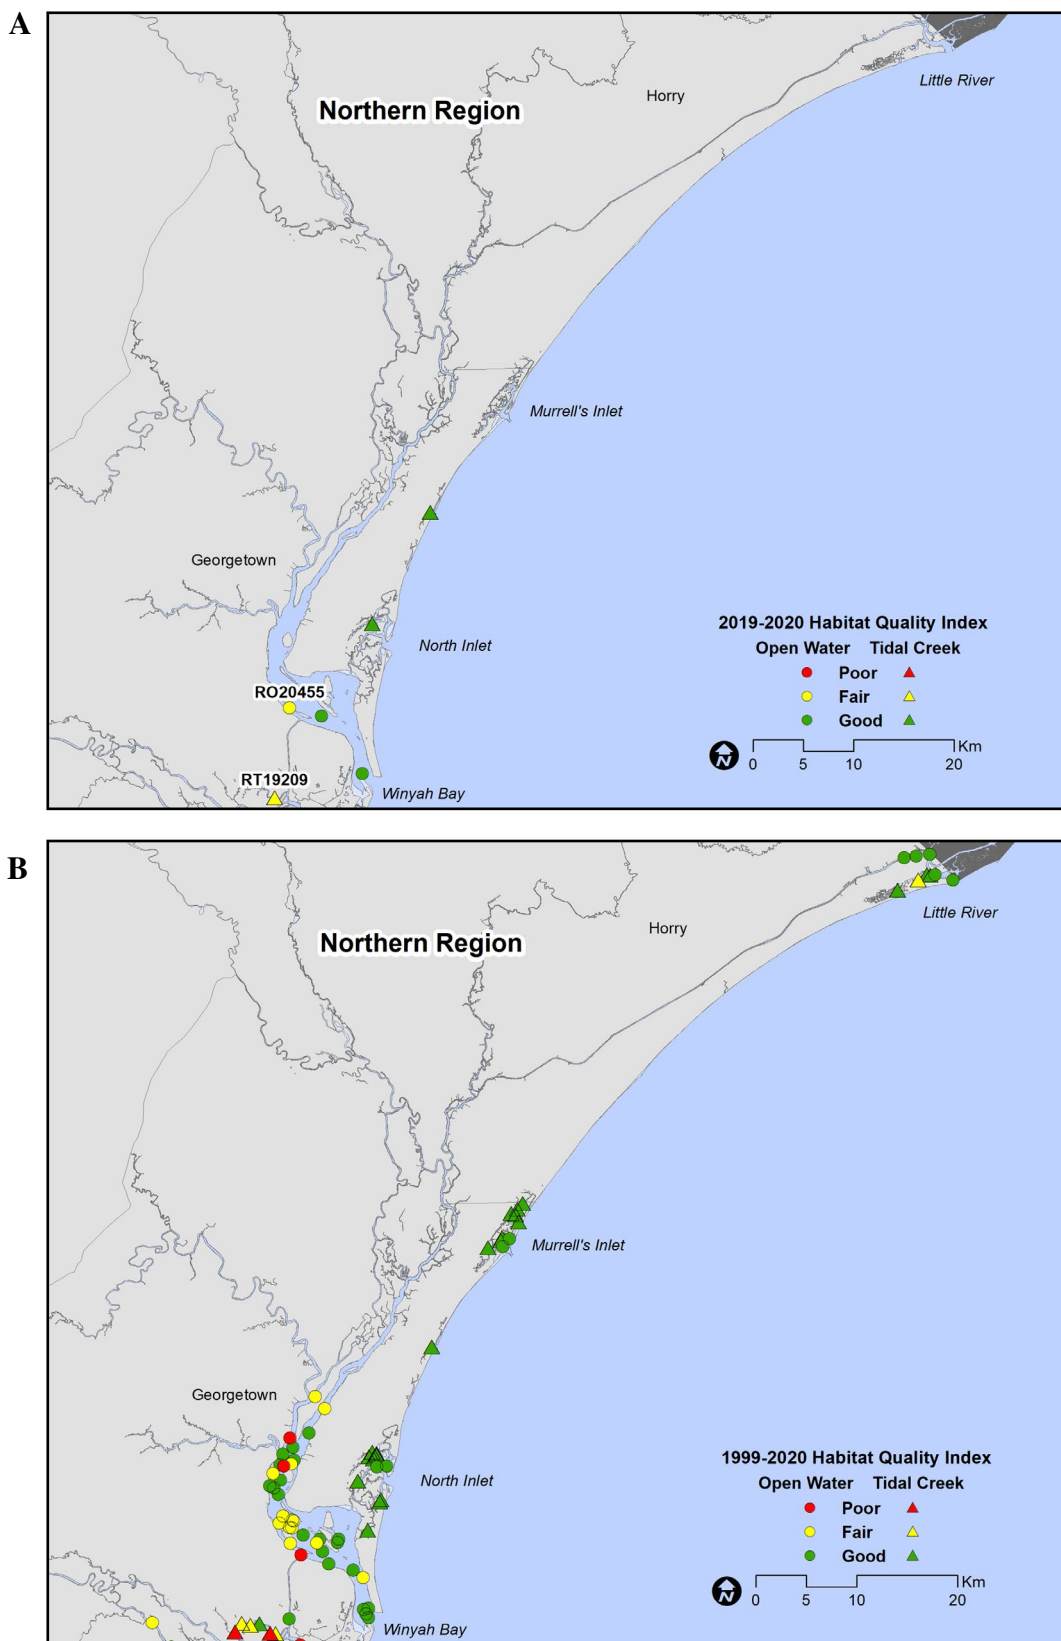 A
Little River
Horry
Northern Region
Murrell's Inlet
Georgetown
2019-2020 Habitat Quality Index
North Inlet
Open Water Tidal Creek
Poor
RO20455
Fair
Good
Km
N
0 5 10 20
RT19209
Winyah Bay
B
Little River
Horry
Northern Region
Murrell's Inlet
Georgetown
1999-2020 Habitat Quality Index
North Inlet
Open Water Tidal Creek
Poor
Fair
Good
Km
N
0 5 10 20
Winyah Bay